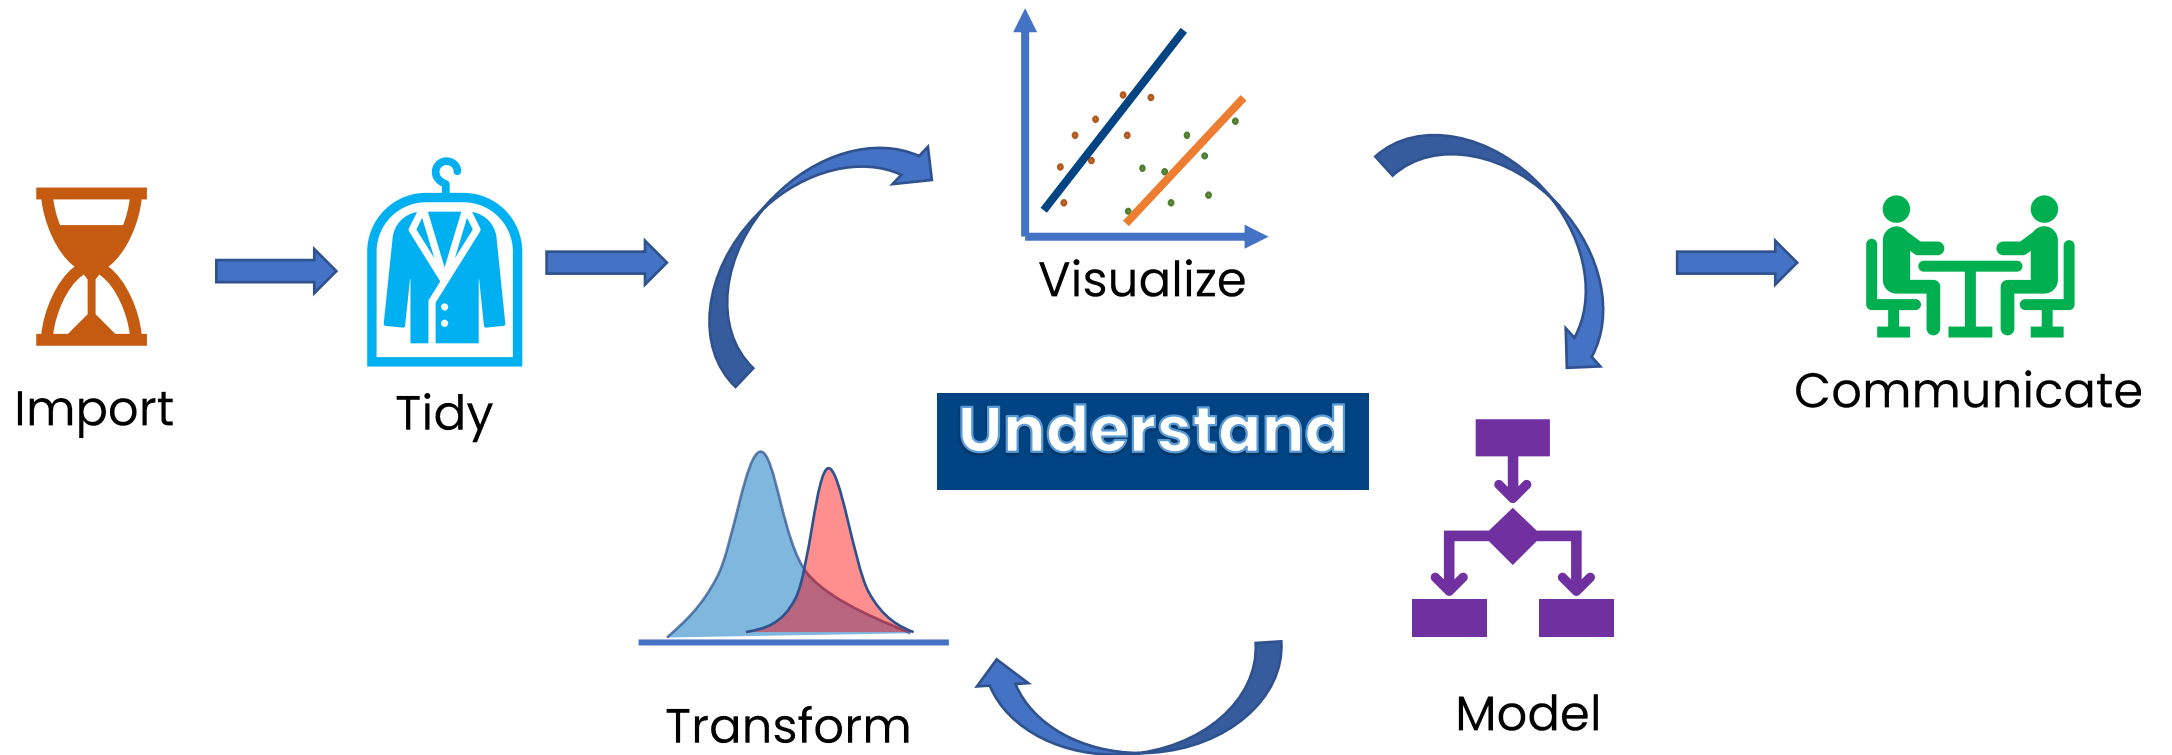 Import
Tidy
Visualize
Understand
Transform
Model
Communicate